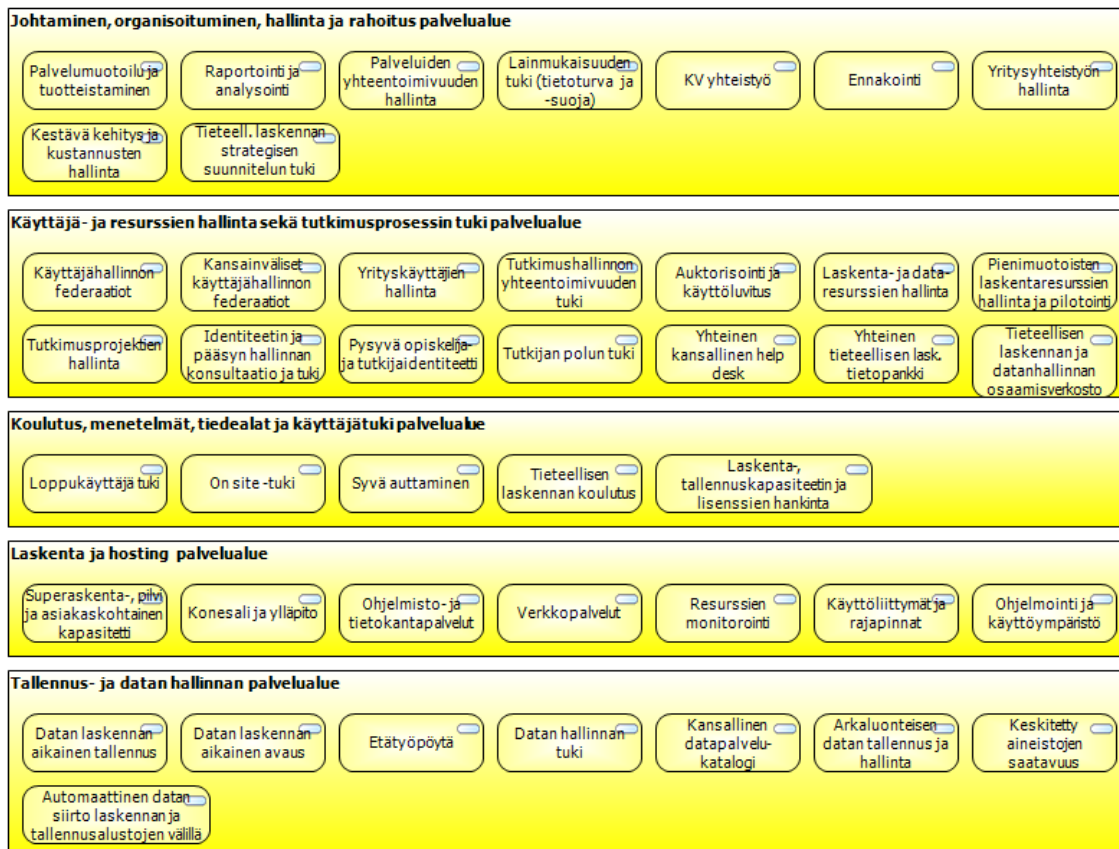 Johtaminen, organisoituminen, hallinta ja rahoitus palvelualue
Palvelumuotoilu ja
tuotteistaminen
Raportointi ja
analysointi
Palveluiden
yhteentoimivuuden
hallinta
Lainmukaisuuden
tuki (tietoturva ja
-suoja)
KV yhteistyö
Ennakointi
Yritysyhteistyön
hallinta
Kestävä kehitys ja
kustannusten
hallinta
Tieteell. laskennan
strategisen
suunnitelun tuki
Käyttäjä- ja resurssien hallinta sekä tutkimusprosessin tuki palvelualue
Käyttäjähallinnon
federaatiot
Kansainväliset
käyttäjähallinnon
federaatiot
Yrityskäyttäjien
hallinta
Tutkimushallinnon
yhteentoimivuuden
tuki
Auktorisointi ja
käyttöluvitus
Laskenta- ja data-
resurssien hallinta
Pienimuotoisten
laskentaresurssien
hallinta ja pilotointi
Tutkimusprojektien
hallinta
Identiteetin ja
pääsyn hallinnan
konsultaatio ja tuki
Pysyvä opiskelija-
ja tutkijaidentiteetti
Tutkijan polun tuki
Yhteinen
kansallinen help
desk
Yhteinen
tieteellisen lask.
tietopankki
Tieteellisen
laskennan ja
datanhallinnan
osaamisverkosto
Koulutus, menetelmät, tiedealat ja käyttäjätuki palvelualue
Loppukäyttäjä tuki
On site -tuki
Syvä auttaminen
Tieteellisen
laskennan koulutus
Laskenta-,
tallennuskapasiteetin ja
lisenssien hankinta
Laskenta ja hosting palvelualue
Superaskenta-, pilvi
ja asiakaskohtainen
kapasitetti
Konesali ja ylläpito
Ohjelmisto- ja
tietokantapalvelut
Verkkopalvelut
Resurssien
monitorointi
Käyttöliittymät ja
rajapinnat
Ohjelmointi ja
käyttöympäristö
Tallennus- ja datan hallinnan palvelualue
Datan laskennan
aikainen tallennus
Datan laskennan
aikainen avaus
Etätyöpöytä
Datan hallinnan
tuki
Kansallinen
datapalvelu-
katalogi
Arkaluonteisen
datan tallennus ja
hallinta
Keskitetty
aineistojen
saatavuus
Automaattinen datan
siirto laskennan ja
tallennusalustojen välillä